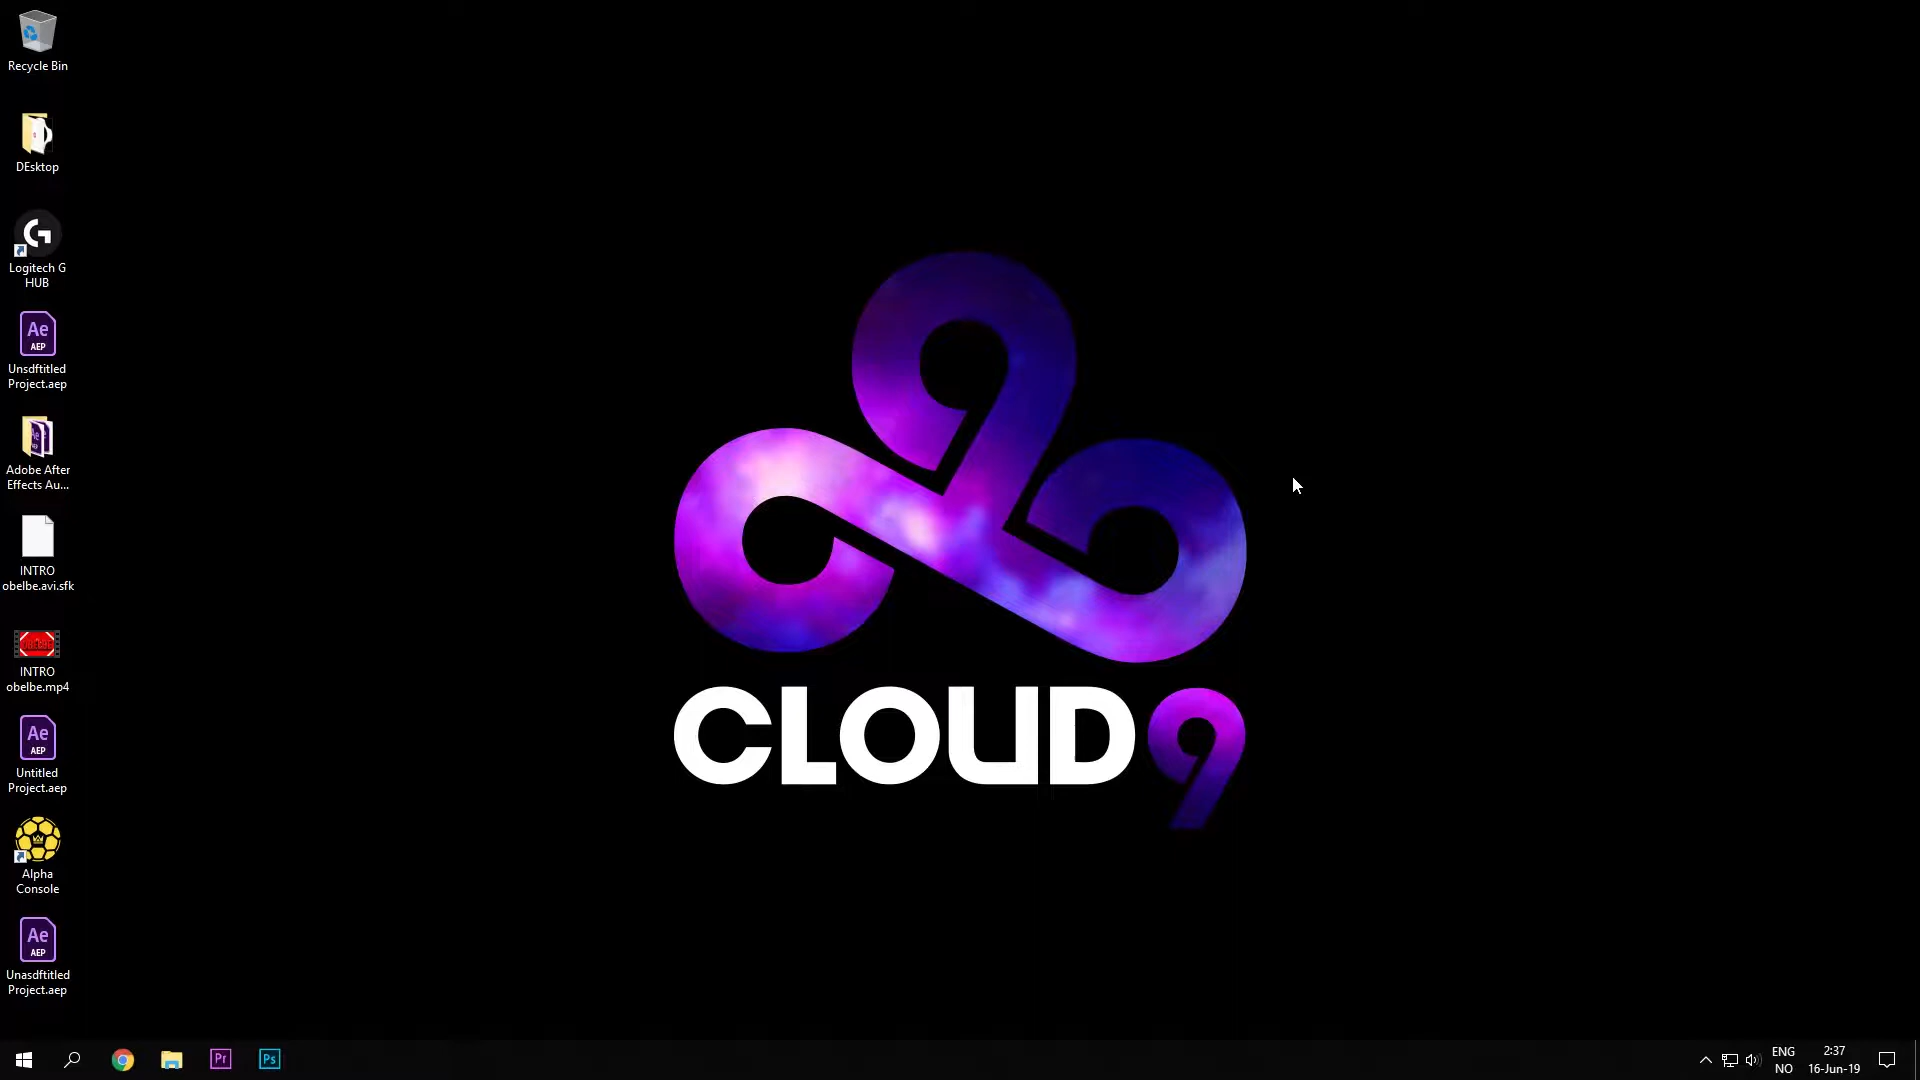 Recycle Bin
DEsktop
Logitech G
HUB
Ae
AEP
Unsdftitled
Project.aep
Adobe After
Effects Au...
INTRO
obelbe.avi.sfk
INTRO
obelbe.mp4
Ae
AEP
Untitled
Project.aep
Alpha
Console
Ae
AEP
Unasdftitled
Project.aep
CLOUD9
Pr
Ps
ENG
NO
2:37
16-Jun-19